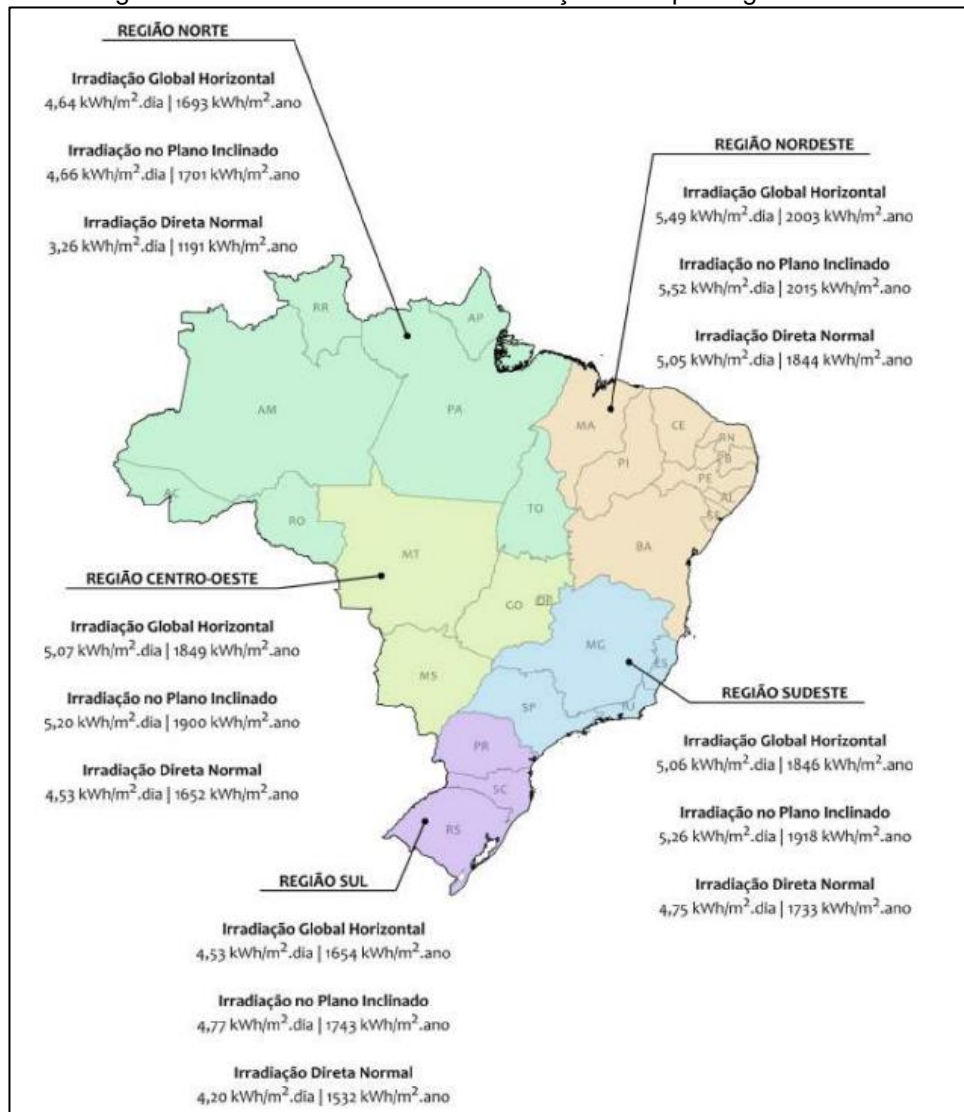 REGIÃO NORTE
Irradiação Global Horizontal
4,64 kWh/m².dia | 1693 kWh/m².ano
Irradiação no Plano Inclinado
4,66 kWh/m².dia | 1701 kWh/m².ano
Irradiação Direta Normal
3,26 kWh/m².dia | 1191 kWh/m².ano
REGIÃO NORDESTE
Irradiação Global Horizontal
5,49 kWh/m².dia | 2003 kWh/m².ano
Irradiação no Plano Inclinado
5,52 kWh/m².dia | 2015 kWh/m².ano
Irradiação Direta Normal
5,05 kWh/m².dia | 1844 kWh/m².ano
RR
AP
AM
PA
MA
CE
RN
PB
PI
PE
AL
SE
AC
RO
TO
BA
MT
GO
DF
MG
ES
MS
SP
RJ
PR
SC
RS
REGIÃO CENTRO-OESTE
Irradiação Global Horizontal
5,07 kWh/m².dia | 1849 kWh/m².ano
Irradiação no Plano Inclinado
5,20 kWh/m².dia | 1900 kWh/m².ano
Irradiação Direta Normal
4,53 kWh/m².dia | 1652 kWh/m².ano
REGIÃO SUDESTE
Irradiação Global Horizontal
5,06 kWh/m².dia | 1846 kWh/m².ano
Irradiação no Plano Inclinado
5,26 kWh/m².dia | 1918 kWh/m².ano
Irradiação Direta Normal
4,75 kWh/m².dia | 1733 kWh/m².ano
REGIÃO SUL
Irradiação Global Horizontal
4,53 kWh/m².dia | 1654 kWh/m².ano
Irradiação no Plano Inclinado
4,77 kWh/m².dia | 1743 kWh/m².ano
Irradiação Direta Normal
4,20 kWh/m².dia | 1532 kWh/m².ano